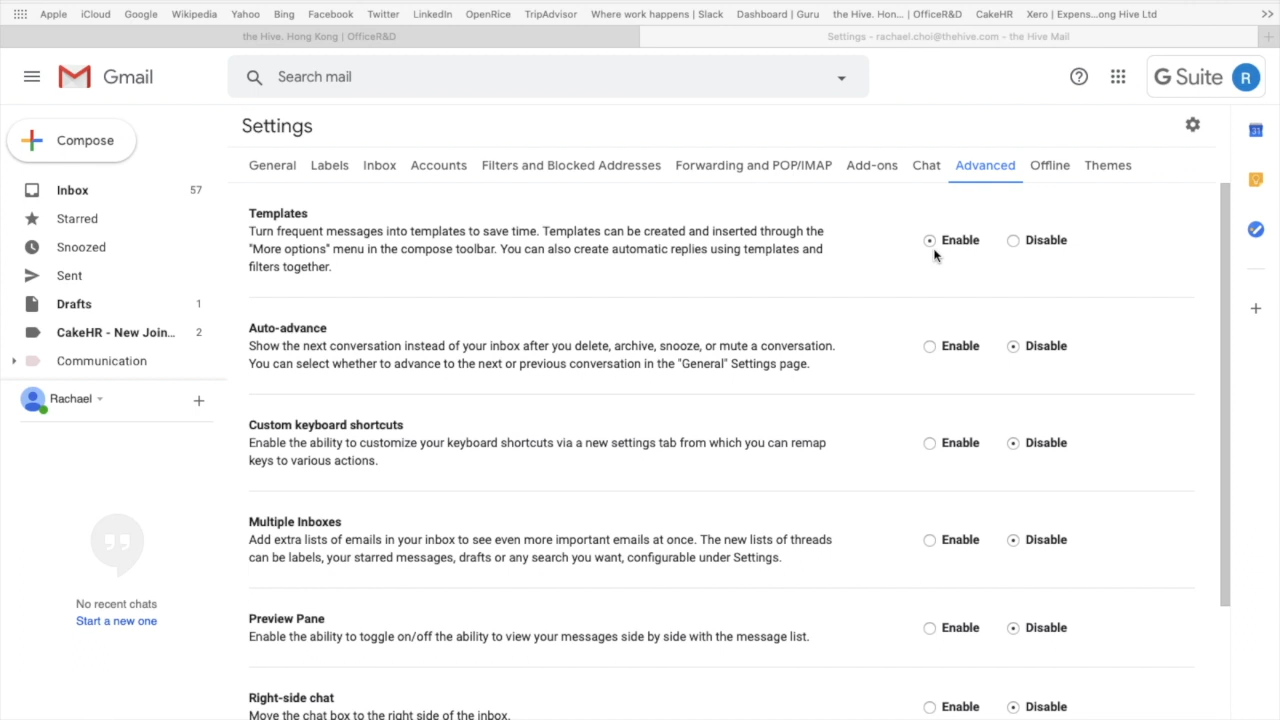 Apple iCloud Google Wikipedia Yahoo Bing Facebook Twitter LinkedIn OpenRice TripAdvisor Where work happens | Slack Dashboard | Guru the Hive. Hon... | OfficeR&D CakeHR Xero | Expens...ong Hive Ltd >>
the Hive. Hong Kong | OfficeR&D
Settings - rachael.choi@thehive.com - the Hive Mail +
Gmail
Search mail
G Suite R
Compose
Inbox 57
Starred
Snoozed
Sent
Drafts 1
CakeHR - New Join... 2
Communication
Rachael
No recent chats
Start a new one
Settings
General Labels Inbox Accounts Filters and Blocked Addresses Forwarding and POP/IMAP Add-ons Chat Advanced Offline Themes
Templates
Turn frequent messages into templates to save time. Templates can be created and inserted through the
"More options" menu in the compose toolbar. You can also create automatic replies using templates and
filters together.
Enable Disable
Auto-advance
Show the next conversation instead of your inbox after you delete, archive, snooze, or mute a conversation.
You can select whether to advance to the next or previous conversation in the "General" Settings page.
Enable Disable
Custom keyboard shortcuts
Enable the ability to customize your keyboard shortcuts via a new settings tab from which you can remap
keys to various actions.
Enable Disable
Multiple Inboxes
Add extra lists of emails in your inbox to see even more important emails at once. The new lists of threads
can be labels, your starred messages, drafts or any search you want, configurable under Settings.
Enable Disable
Preview Pane
Enable the ability to toggle on/off the ability to view your messages side by side with the message list.
Enable Disable
Right-side chat
Move the chat box to the right side of the inbox.
Enable Disable
31